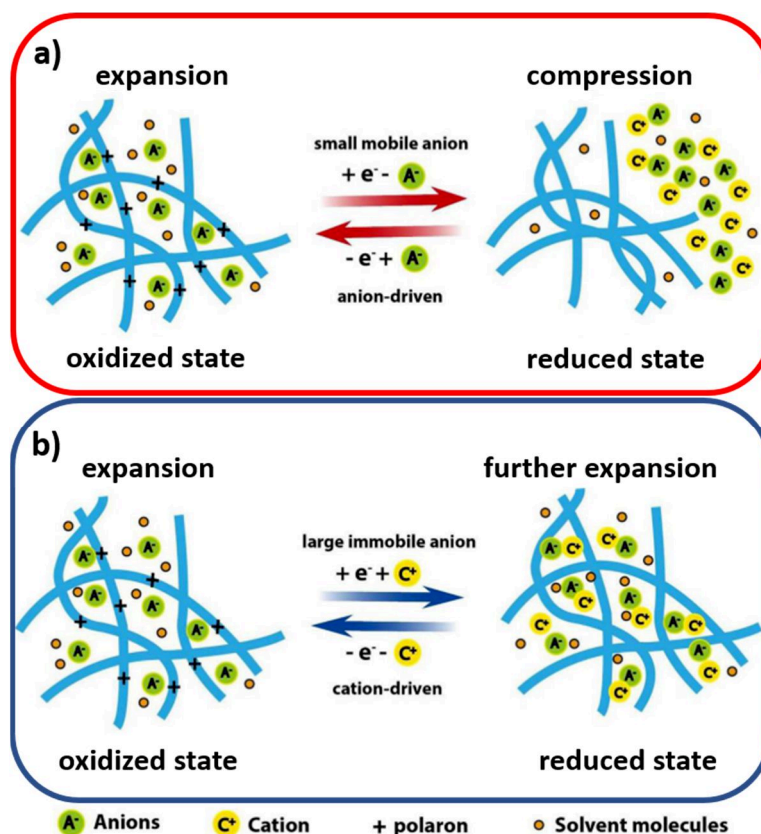 a)
expansion
compression
small mobile anion
+ e⁻ - A⁻
- e⁻ + A⁻
anion-driven
A⁻ A⁻ A⁻ A⁻ A⁻ A⁻ A⁻ A⁻
+ + + + + + + +
A⁻ C⁺ A⁻ C⁺ C⁺ A⁻ A⁻ A⁻ C⁺ A⁻ C⁺ C⁺ A⁻ C⁺ A⁻
oxidized state
reduced state
b)
expansion
further expansion
large immobile anion
+ e⁻ + C⁺
- e⁻ - C⁺
cation-driven
A⁻ A⁻ A⁻ A⁻ A⁻ A⁻ A⁻ A⁻
+ + + + + + + +
A⁻ C⁺ C⁺ A⁻ A⁻ C⁺ A⁻ C⁺ C⁺ A⁻ A⁻ C⁺ A⁻ C⁺ A⁻ C⁺
oxidized state
reduced state
A⁻ Anions
C⁺ Cation
+ polaron
Solvent molecules